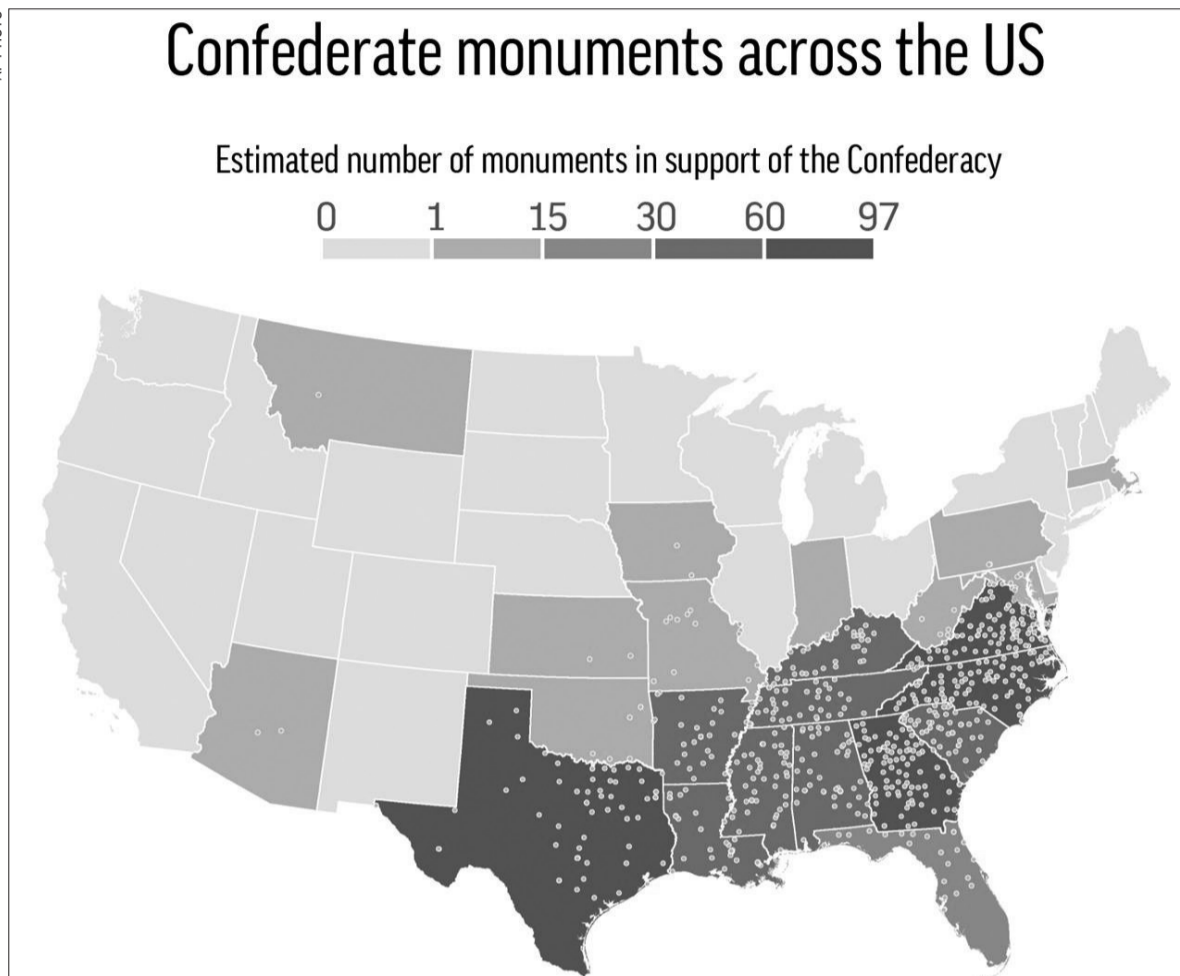 Confederate monuments across the US
Estimated number of monuments in support of the Confederacy
0 1 15 30 60 97